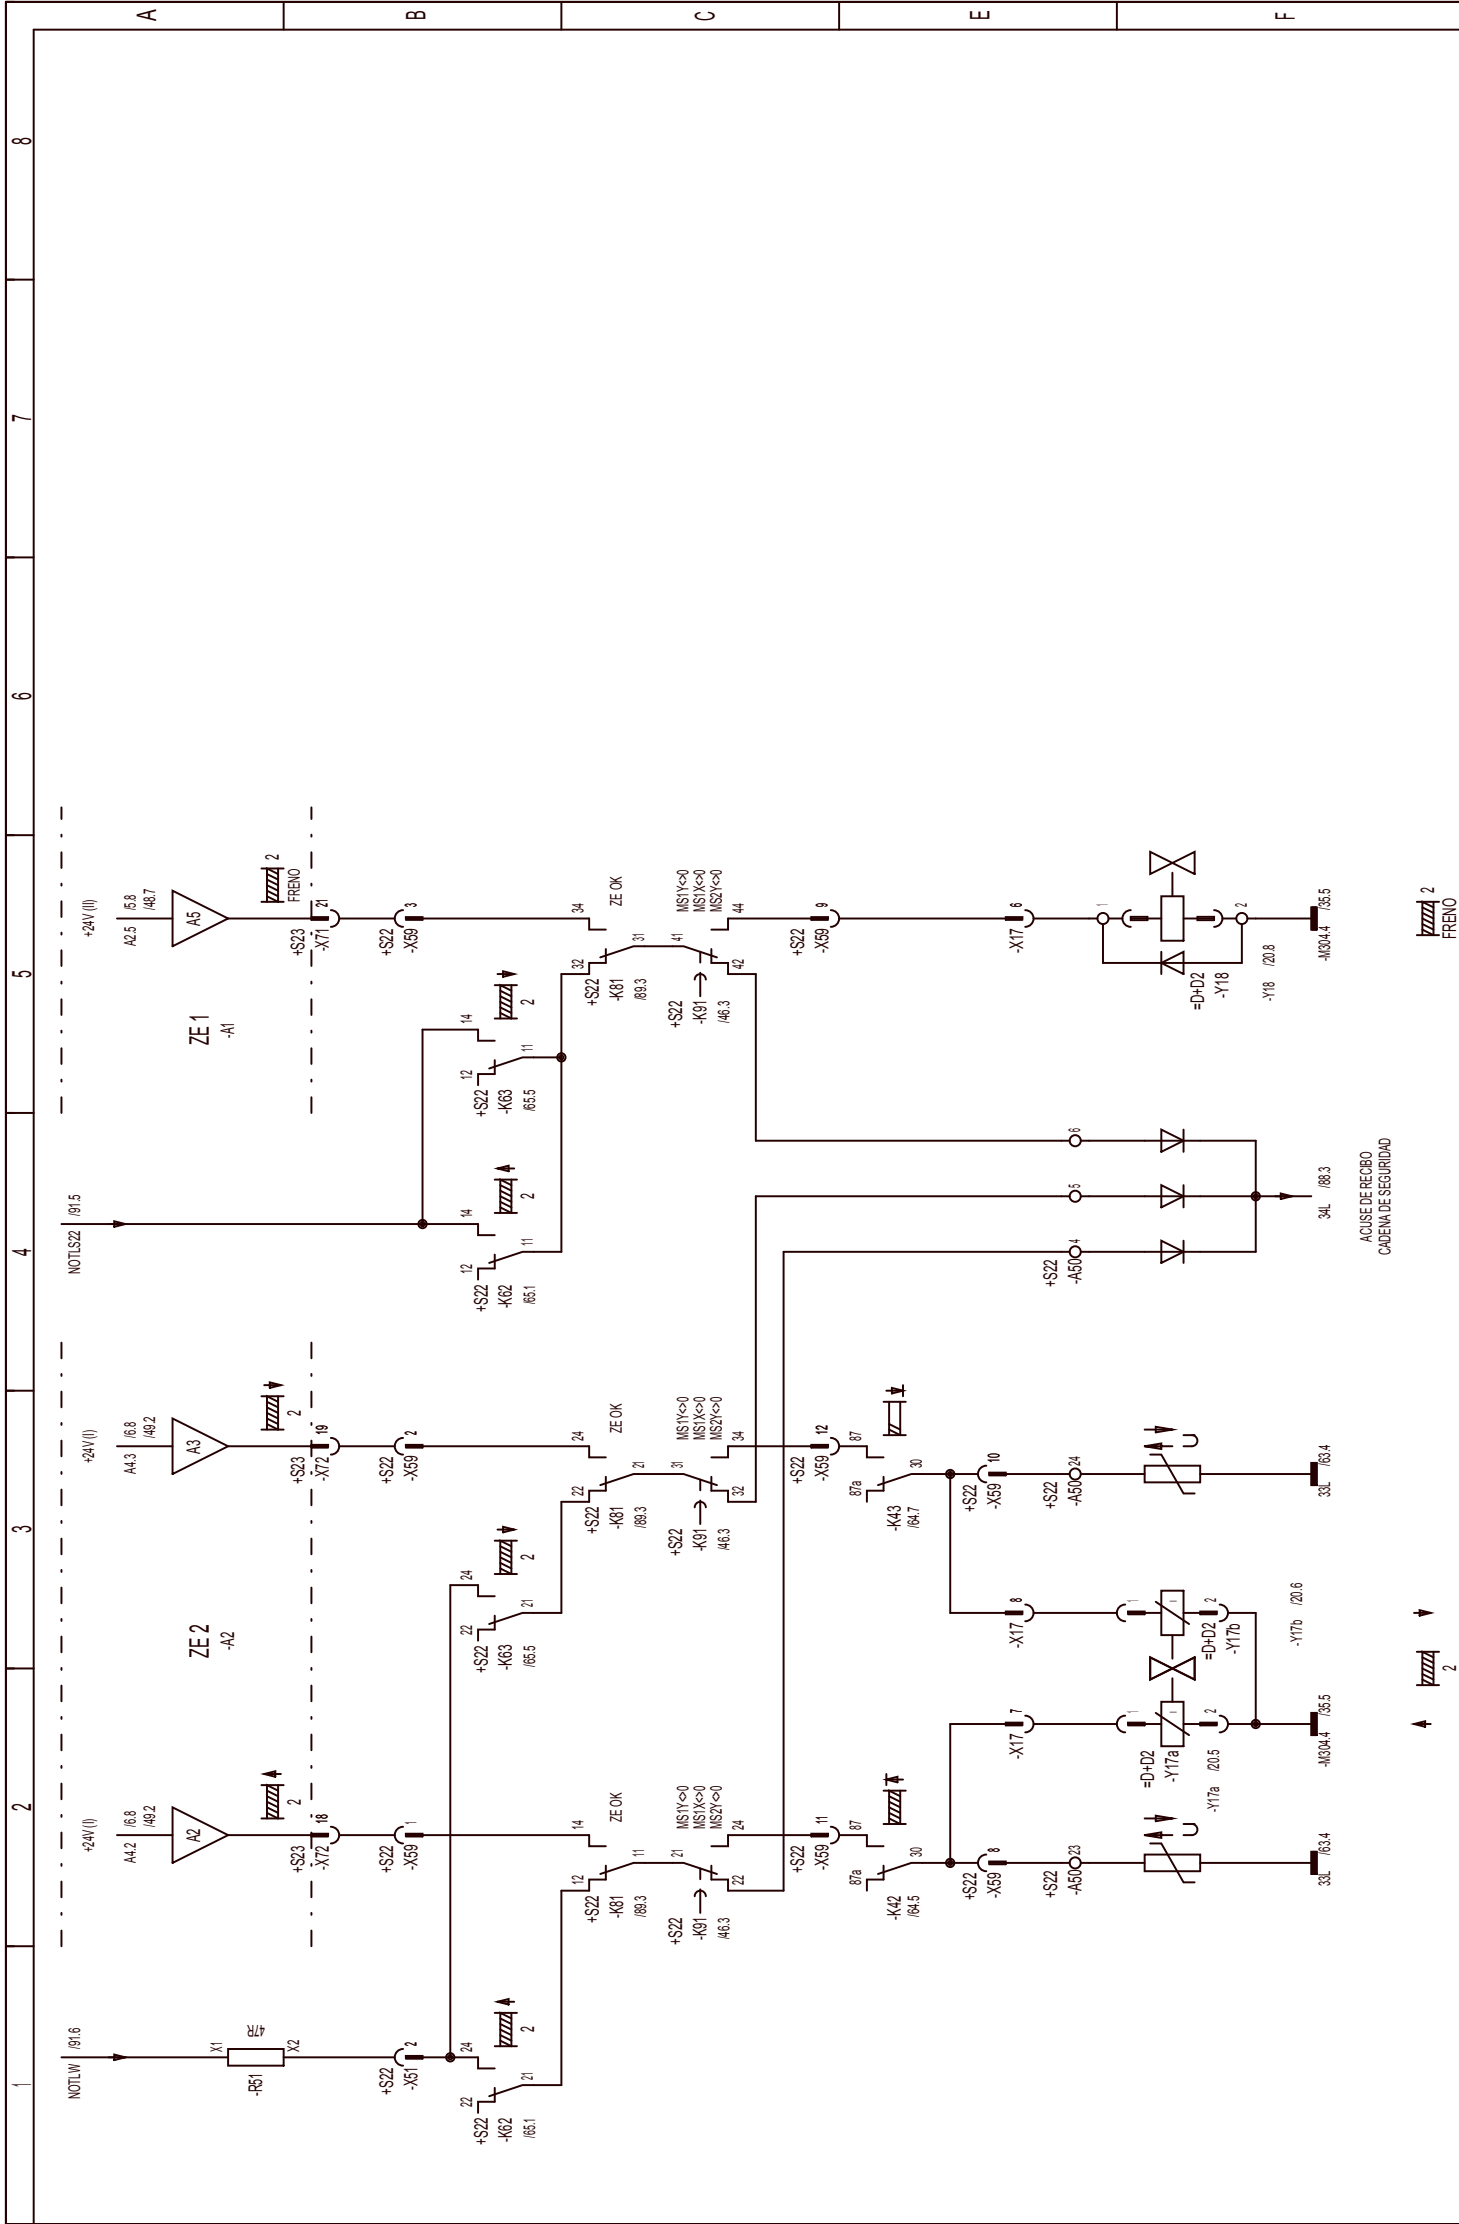 1
2
3
4
5
6
7
8
A
B
C
E
F
NOTLW /91.6
X1
-R51
47R
X2
+S22
-X51
2
24
22
21
+S22
-K62
/65.1
2
+24V (I)
A4.2
/6.8
/49.2
A2
2
+S23
-X72
18
+S22
-X59
1
14
12
11
ZE OK
+S22
-K81
/89.3
MS1Y<>0
MS1X<>0
MS2Y<>0
21
22
24
+S22
-K91
/46.3
+S22
-X59
11
87
87a
30
-K42
/64.5
+S22
-X59
8
+S22
-A50
23
U
33L /63.4
ZE 2
-A2
24
22
21
+S22
-K63
/65.5
2
-X17
7
1
=D+D2
-Y17a
2
-Y17a /20.5
-M304.4 /35.5
-X17
8
1
=D+D2
-Y17b
2
-Y17b /20.6
2
+24V (I)
A4.3
/6.8
/49.2
A3
2
+S23
-X72
19
+S22
-X59
2
24
22
21
ZE OK
+S22
-K81
/89.3
MS1Y<>0
MS1X<>0
MS2Y<>0
31
32
34
+S22
-K91
/46.3
+S22
-X59
12
87
87a
30
-K43
/64.7
+S22
-X59
10
+S22
-A50
24
U
33L /63.4
NOTLS22 /91.5
14
12
11
+S22
-K62
/65.1
2
+S22
-A50
4
5
6
34L /88.3
ACUSE DE RECIBO
CADENA DE SEGURIDAD
ZE 1
-A1
14
12
11
+S22
-K63
/65.5
2
+24V (II)
A2.5
/5.8
/48.7
A5
2
FRENO
+S23
-X71
21
+S22
-X59
3
34
32
31
ZE OK
+S22
-K81
/89.3
MS1Y<>0
MS1X<>0
MS2Y<>0
41
42
44
+S22
-K91
/46.3
+S22
-X59
9
-X17
6
1
=D+D2
-Y18
2
-Y18 /20.8
-M304.4 /35.5
2
FRENO